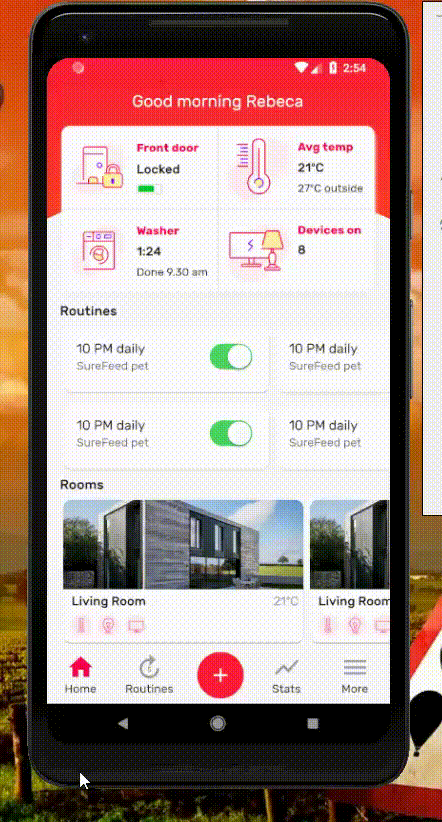 2:54
Good morning Rebeca
Front door
Locked
Avg temp
21°C
27°C outside
Washer
1:24
Done 9.30 am
Devices on
8
Routines
10 PM daily
SureFeed pet
10 PM daily
SureFeed pet
10 PM daily
SureFeed pet
10 PM daily
SureFeed pet
Rooms
Living Room
21°C
Living Room
Home
Routines
+
Stats
More